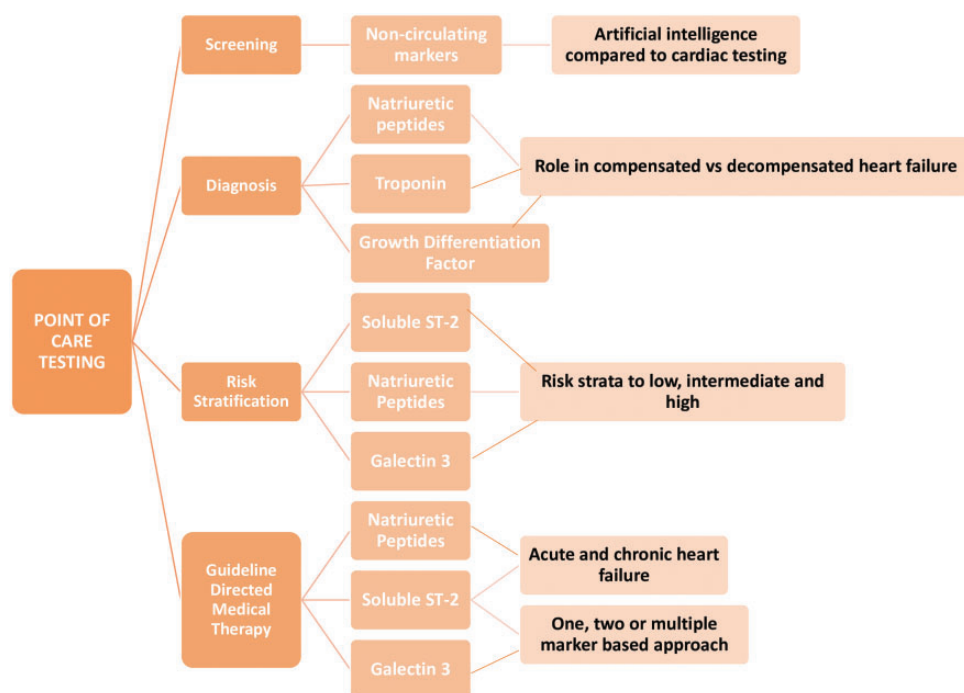 POINT OF
CARE
TESTING
Screening
Non-circulating
markers
Artificial intelligence
compared to cardiac testing
Diagnosis
Natriuretic
peptides
Troponin
Growth Differentiation
Factor
Role in compensated vs decompensated heart failure
Risk
Stratification
Soluble ST-2
Natriuretic
Peptides
Galectin 3
Risk strata to low, intermediate and
high
Guideline
Directed
Medical
Therapy
Natriuretic
Peptides
Soluble ST-2
Galectin 3
Acute and chronic heart
failure
One, two or multiple
marker based approach